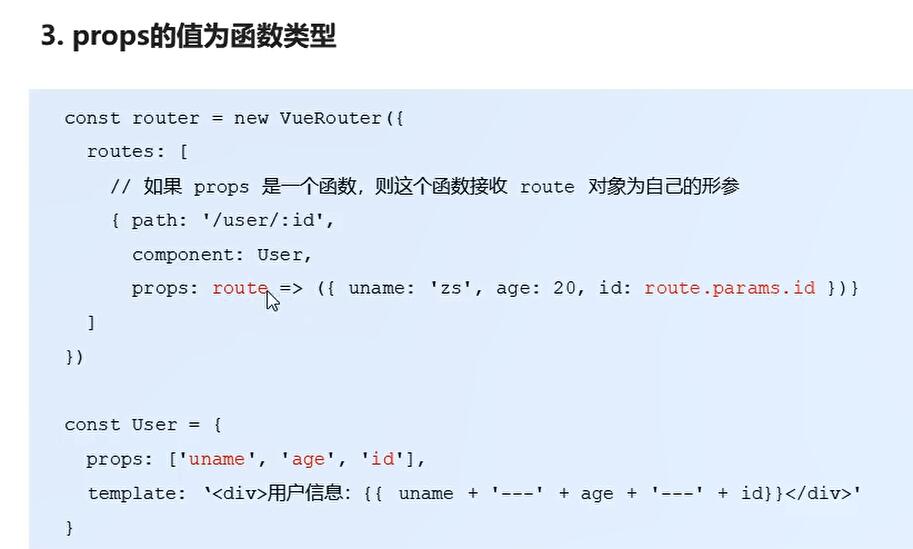 3. props的值为函数类型
const router = new VueRouter({
routes: [
// 如果 props 是一个函数，则这个函数接收 route 对象为自己的形参
{ path: '/user/:id',
component: User,
props: route => ({ uname: 'zs', age: 20, id: route.params.id })}
]
})
const User = {
props: ['uname', 'age', 'id'],
template: ‘<div>用户信息：{{ uname + '---' + age + '---' + id}}</div>'
}